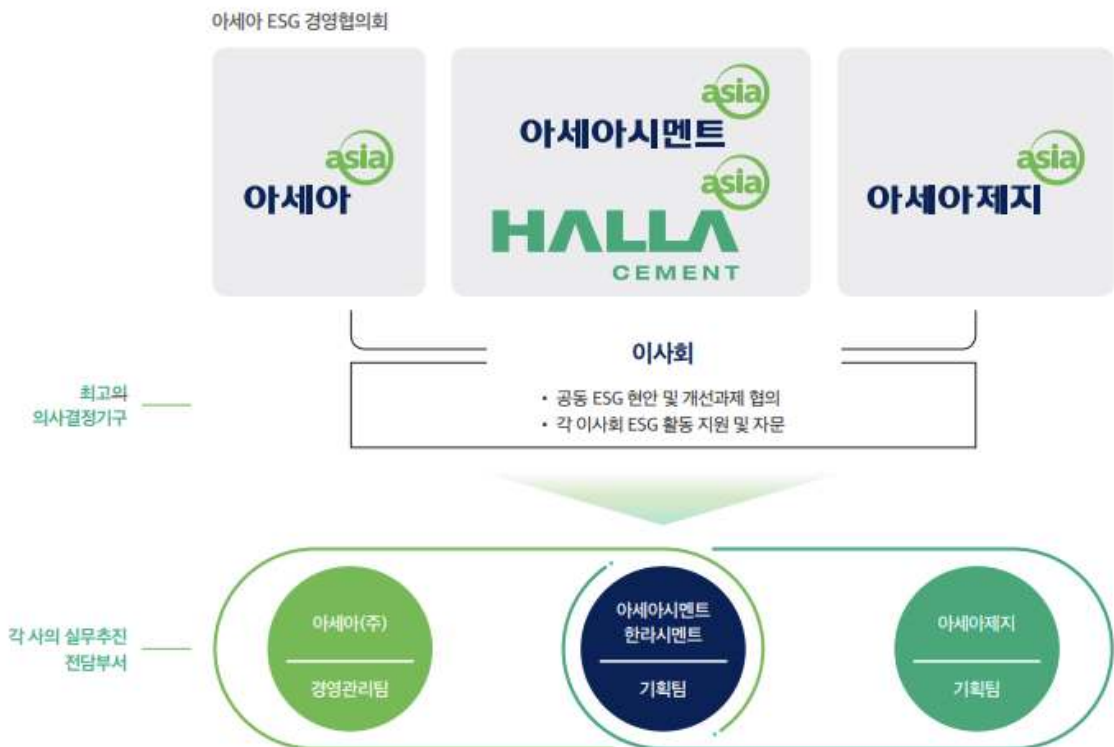 아세아 ESG 경영협의회
asia
아세아
asia
아세아시멘트
asia
HALLA
CEMENT
asia
아세아제지
이사회
최고의
의사결정기구
• 공동 ESG 현안 및 개선과제 협의
• 각 이사회 ESG 활동 지원 및 자문
각 사의 실무추진
전담부서
아세아(주)
경영관리팀
아세아시멘트
한라시멘트
기획팀
아세아제지
기획팀